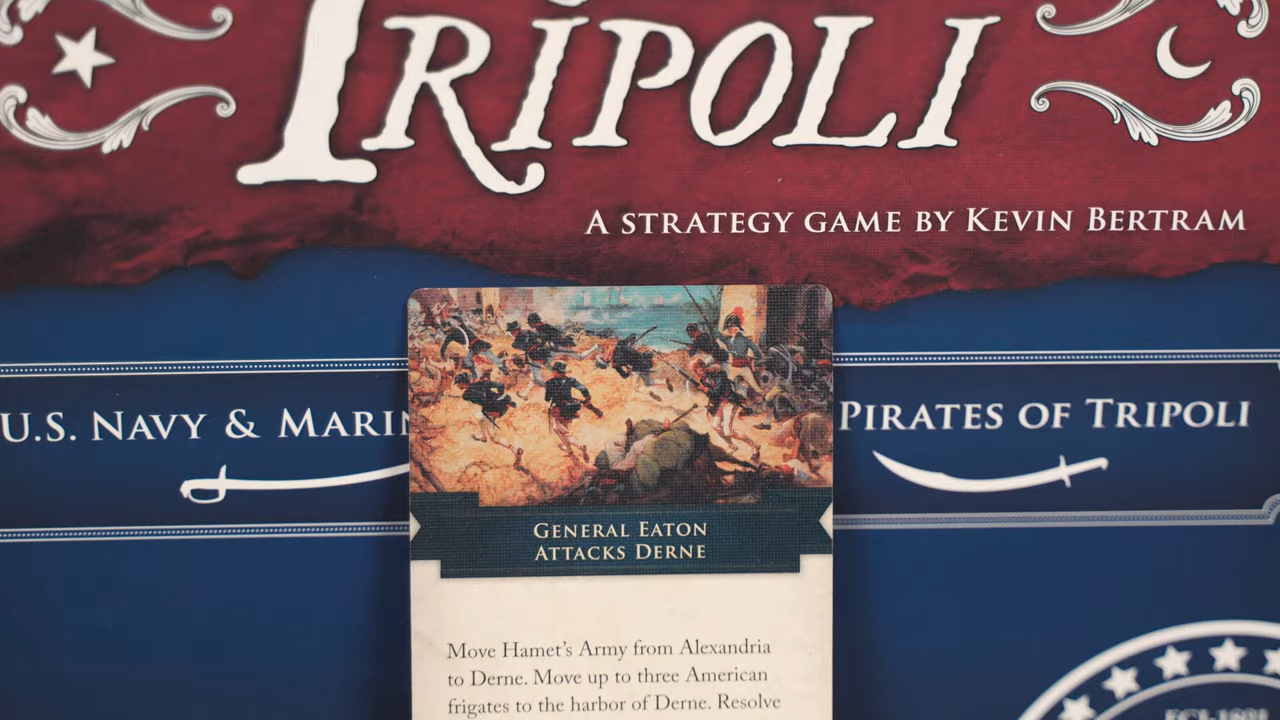 TRIPOLI
A STRATEGY GAME BY KEVIN BERTRAM
U.S. NAVY & PIRATES OF TRIPOLI
GENERAL EATON
ATTACKS DERNE
Move Hamet's Army from Alexandria
to Derne. Move up to three American
frigates to the harbor of Derne. Resolve